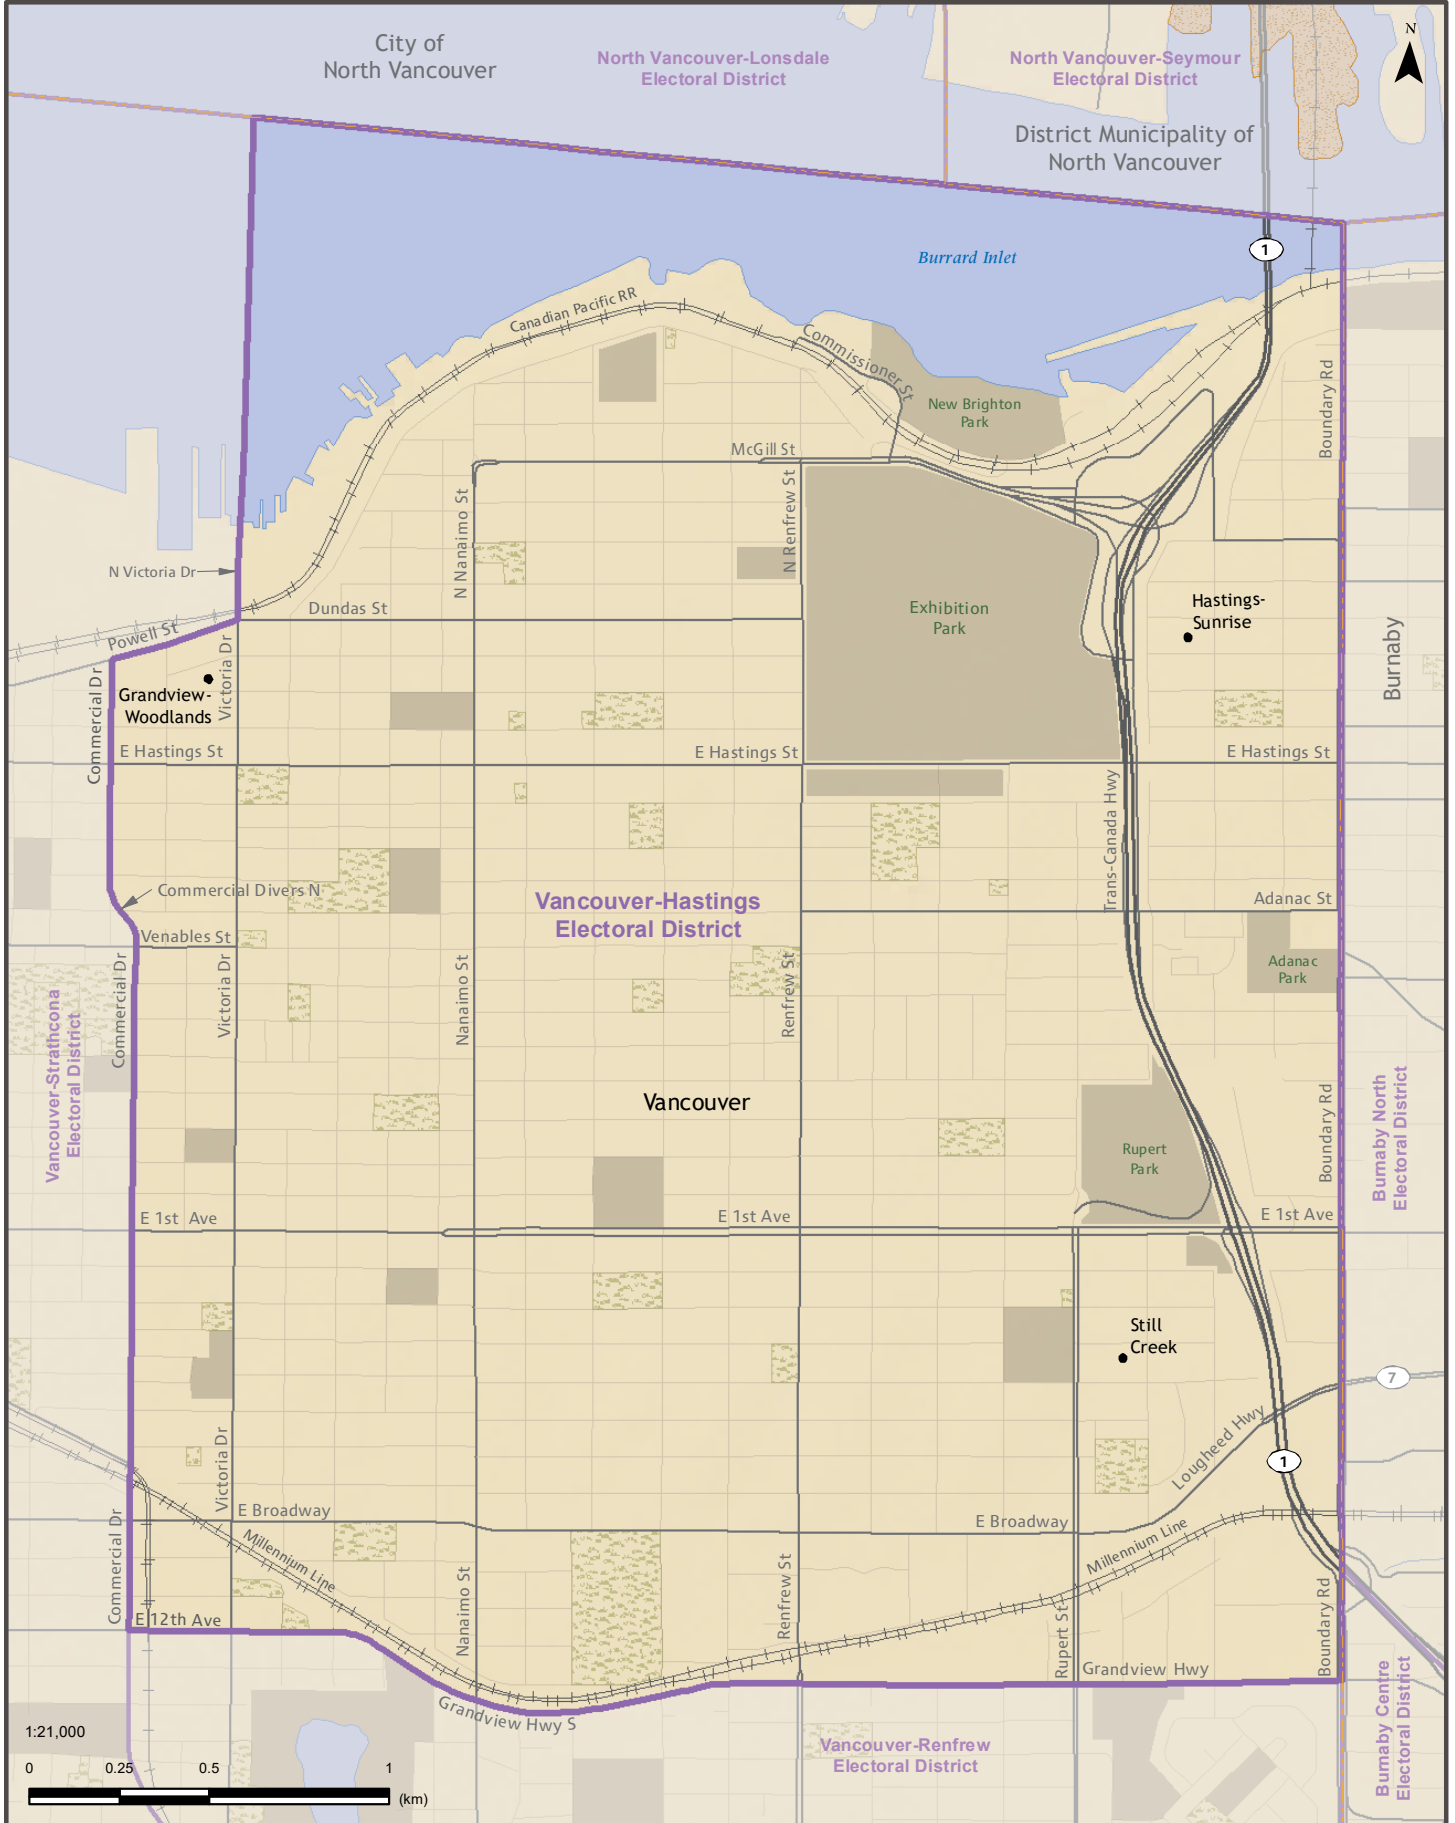 City of
North Vancouver
North Vancouver-Lonsdale
Electoral District
North Vancouver-Seymour
Electoral District
N
District Municipality of
North Vancouver
1
Burrard Inlet
Canadian Pacific RR
Commissioner St
New Brighton
Park
Boundary Rd
McGill St
N Nanaimo St
N Renfrew St
N Victoria Dr
Dundas St
Exhibition
Park
Hastings-
Sunrise
Powell St
Victoria Dr
Commercial Dr
Grandview-
Woodlands
Burnaby
E Hastings St
E Hastings St
E Hastings St
Trans-Canada Hwy
Commercial Divers N
Vancouver-Hastings
Electoral District
Adanac St
Venables St
Adanac
Park
Commercial Dr
Victoria Dr
Nanaimo St
Renfrew St
Vancouver-Strathcona
Electoral District
Vancouver
Rupert
Park
Boundary Rd
Burnaby North
Electoral District
E 1st Ave
E 1st Ave
E 1st Ave
Still
Creek
7
Lougheed Hwy
1
Victoria Dr
E Broadway
E Broadway
Millennium Line
Millennium Line
Commercial Dr
E 12th Ave
Nanaimo St
Renfrew St
Rupert St
Boundary Rd
Grandview Hwy
Grandview Hwy S
Vancouver-Renfrew
Electoral District
Burnaby Centre
Electoral District
1:21,000
0 0.25 0.5 1
(km)